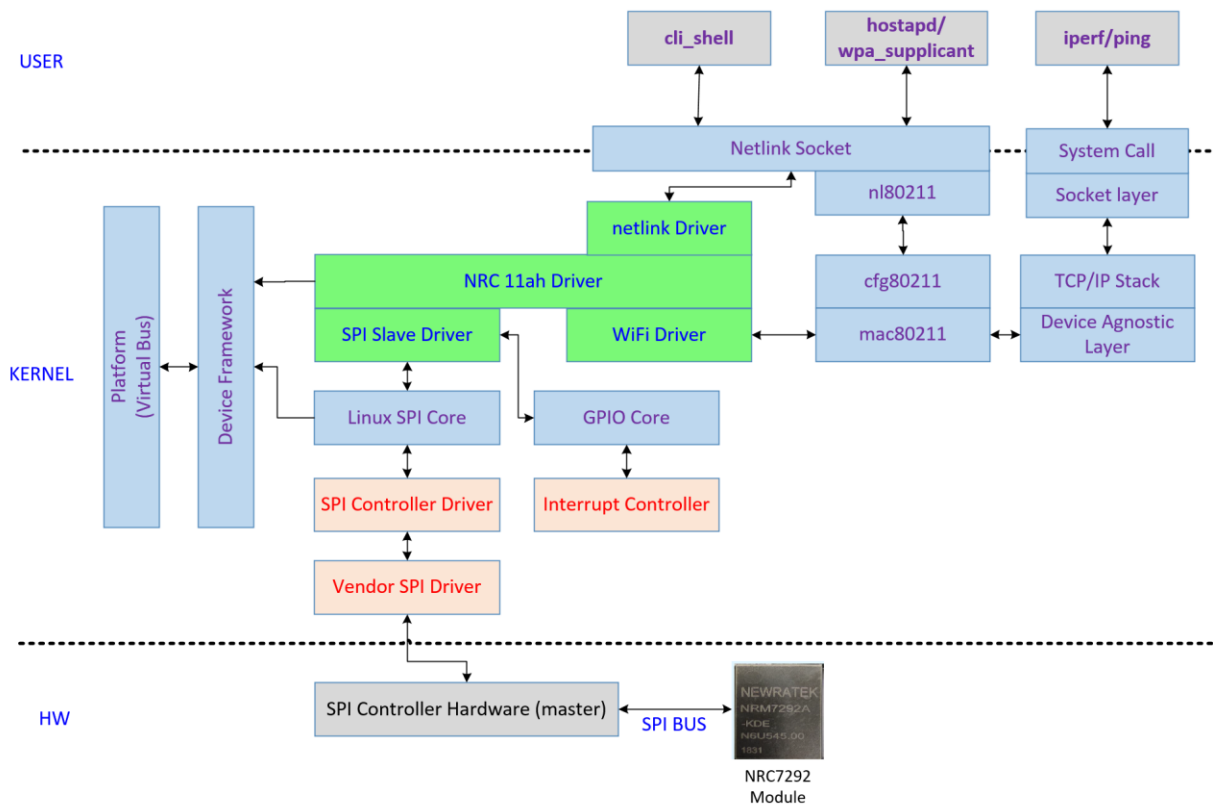 USER
cli_shell
hostapd/
wpa_supplicant
iperf/ping
Netlink Socket
System Call
nl80211
Socket layer
KERNEL
Platform
(Virtual Bus)
Device Framework
netlink Driver
NRC 11ah Driver
cfg80211
TCP/IP Stack
SPI Slave Driver
WiFi Driver
mac80211
Device Agnostic
Layer
Linux SPI Core
GPIO Core
SPI Controller Driver
Interrupt Controller
Vendor SPI Driver
HW
SPI Controller Hardware (master)
SPI BUS
NEWRATEK
NRM7292A
-KDE
N6U545.00
1831
NRC7292
Module